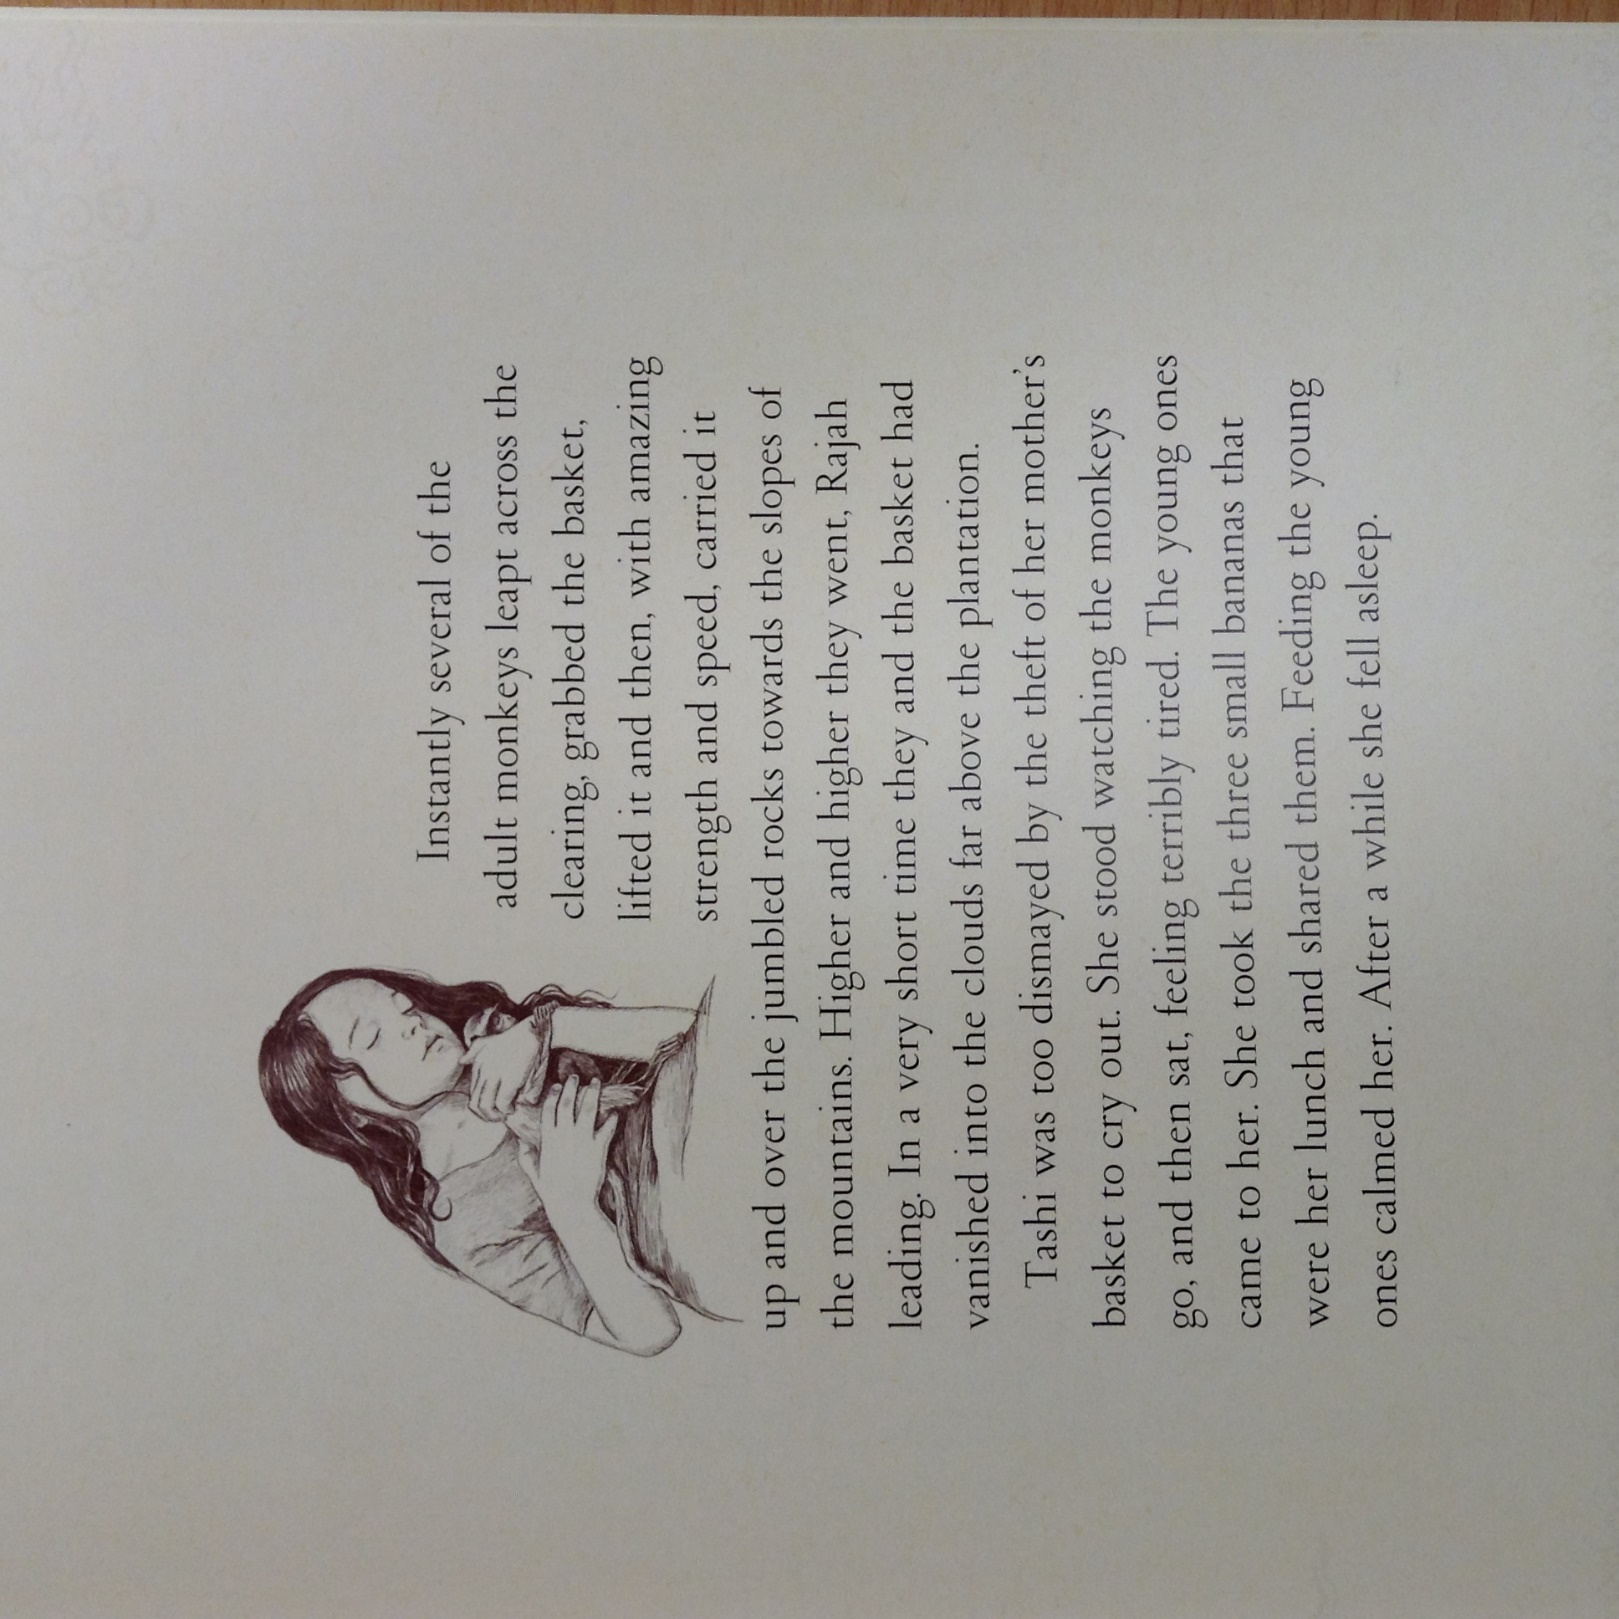 Instantly several of the
adult monkeys leapt across the
clearing, grabbed the basket,
lifted it and then, with amazing
strength and speed, carried it
up and over the jumbled rocks towards the slopes of
the mountains. Higher and higher they went, Rajah
leading. In a very short time they and the basket had
vanished into the clouds far above the plantation.
Tashi was too dismayed by the theft of her mother’s
basket to cry out. She stood watching the monkeys
go, and then sat, feeling terribly tired. The young ones
came to her. She took the three small bananas that
were her lunch and shared them. Feeding the young
ones calmed her. After a while she fell asleep.